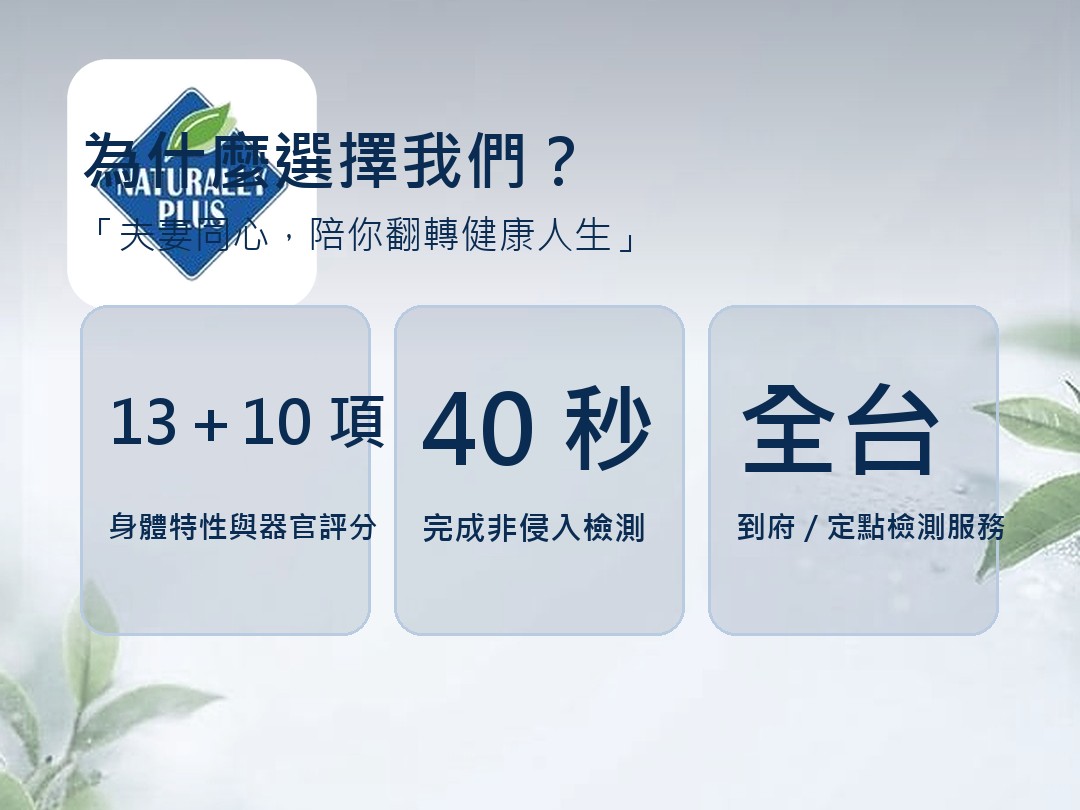 為什麼選擇我們？
NATURALLY
PLUS
「夫妻同心，陪你翻轉健康人生」
13+10 項
身體特性與器官評分
40 秒
完成非侵入檢測
全台
到府 / 定點檢測服務